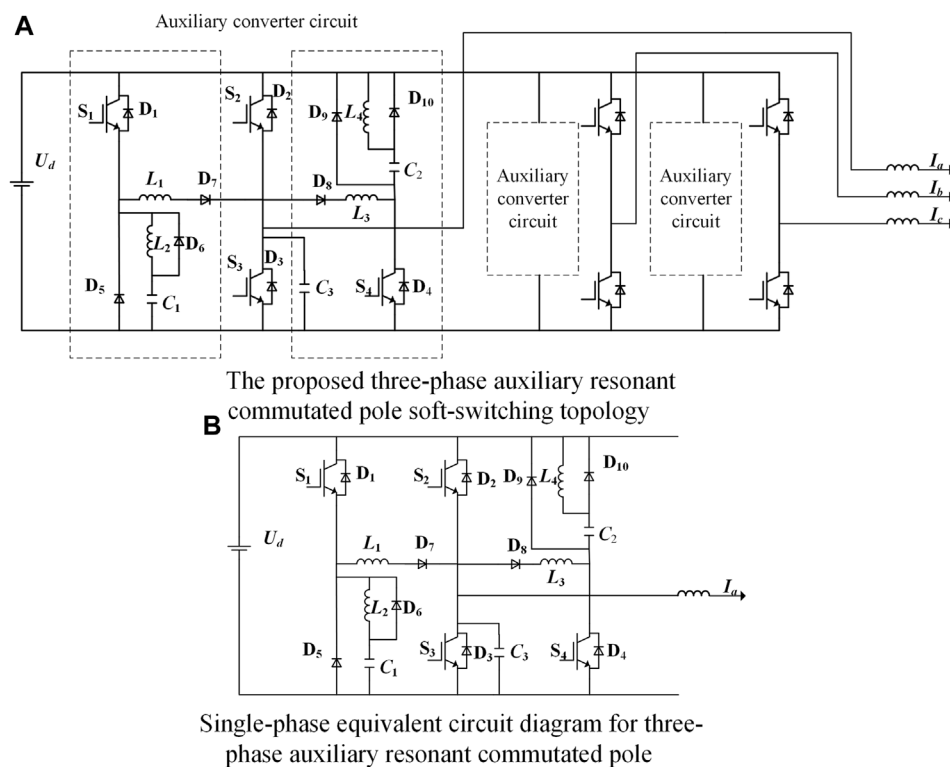 A
Auxiliary converter circuit
S1 D1 S2 D2 D9 L4 D10
Ud
C2
L1 D7 D8 L3
L2 D6
S3 D3 C3 S4 D4
D5 C1
Auxiliary
converter
circuit
Auxiliary
converter
circuit
Ia
Ib
Ic
The proposed three-phase auxiliary resonant
commutated pole soft-switching topology
B
S1 D1 S2 D2 D9 L4 D10
Ud
C2
L1 D7 D8 L3
L2 D6
Ia
D5 C1 S3 D3 C3 S4 D4
Single-phase equivalent circuit diagram for three-
phase auxiliary resonant commutated pole